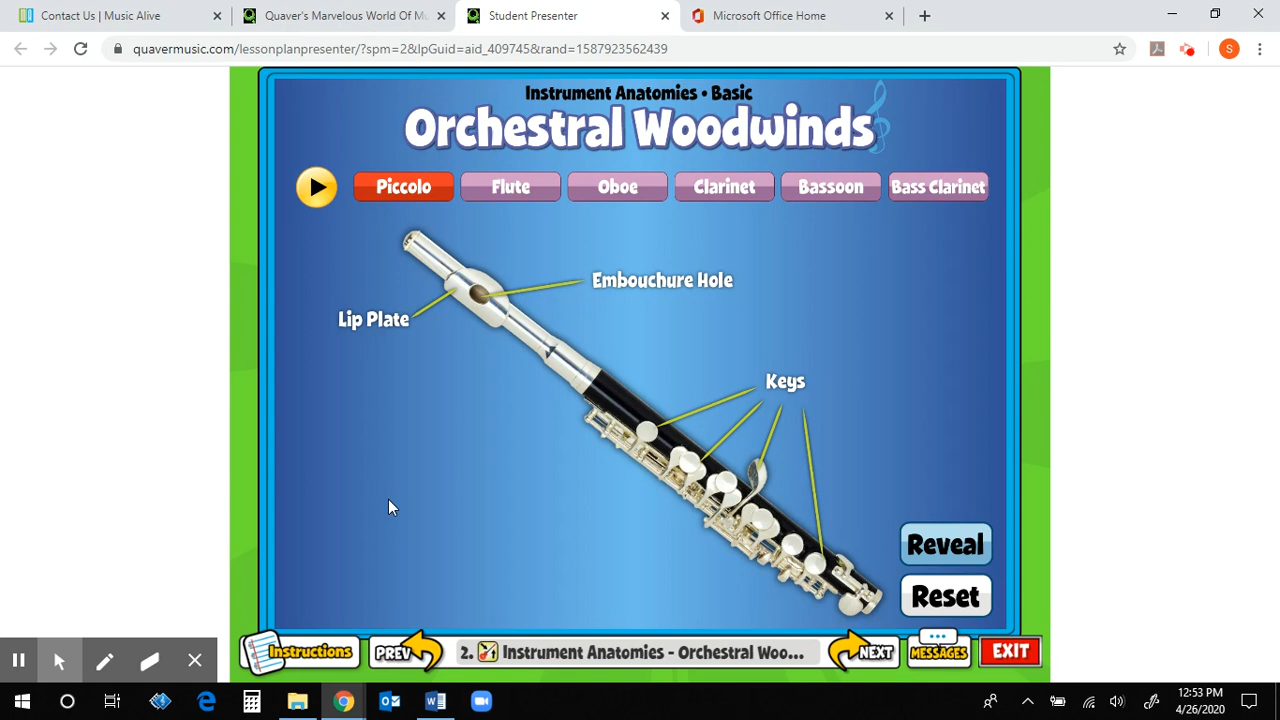 Contact Us | Music Alive
Quaver's Marvelous World Of Mu
Student Presenter
Microsoft Office Home
quavermusic.com/lessonplanpresenter/?spm=2&lpGuid=aid_409745&rand=1587923562439
S
Instrument Anatomies • Basic
Orchestral Woodwinds
Piccolo
Flute
Oboe
Clarinet
Bassoon
Bass Clarinet
Embouchure Hole
Lip Plate
Keys
Reveal
Reset
Instructions
PREV
2. Instrument Anatomies - Orchestral Woo...
NEXT
MESSAGES
EXIT
12:53 PM
4/26/2020